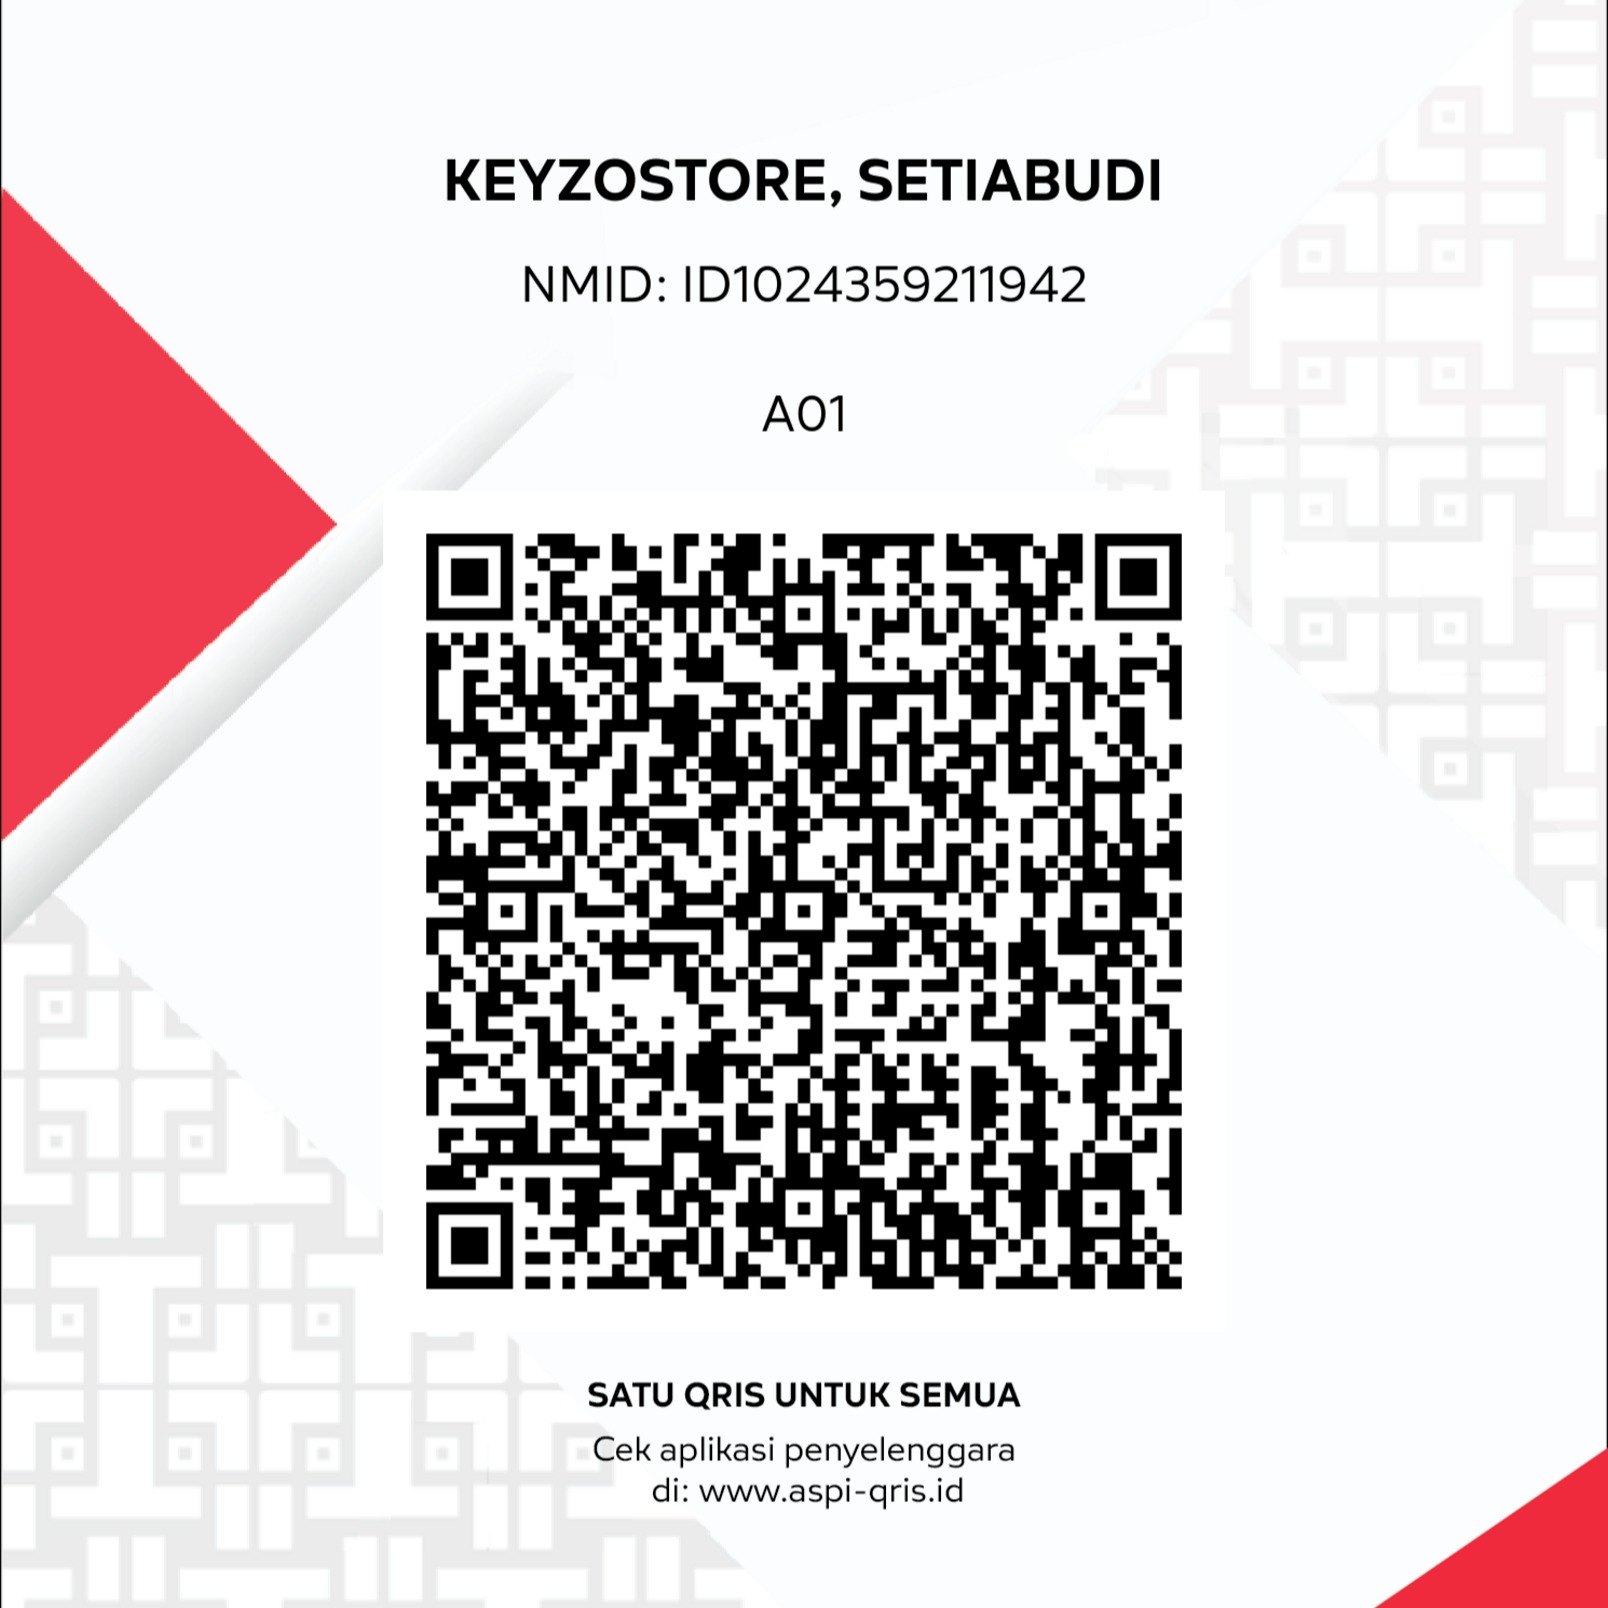 KEYZOSTORE, SETIABUDI
NMID: ID1024359211942
A01
SATU QRIS UNTUK SEMUA
Cek aplikasi penyelenggara
di: www.aspi-qris.id